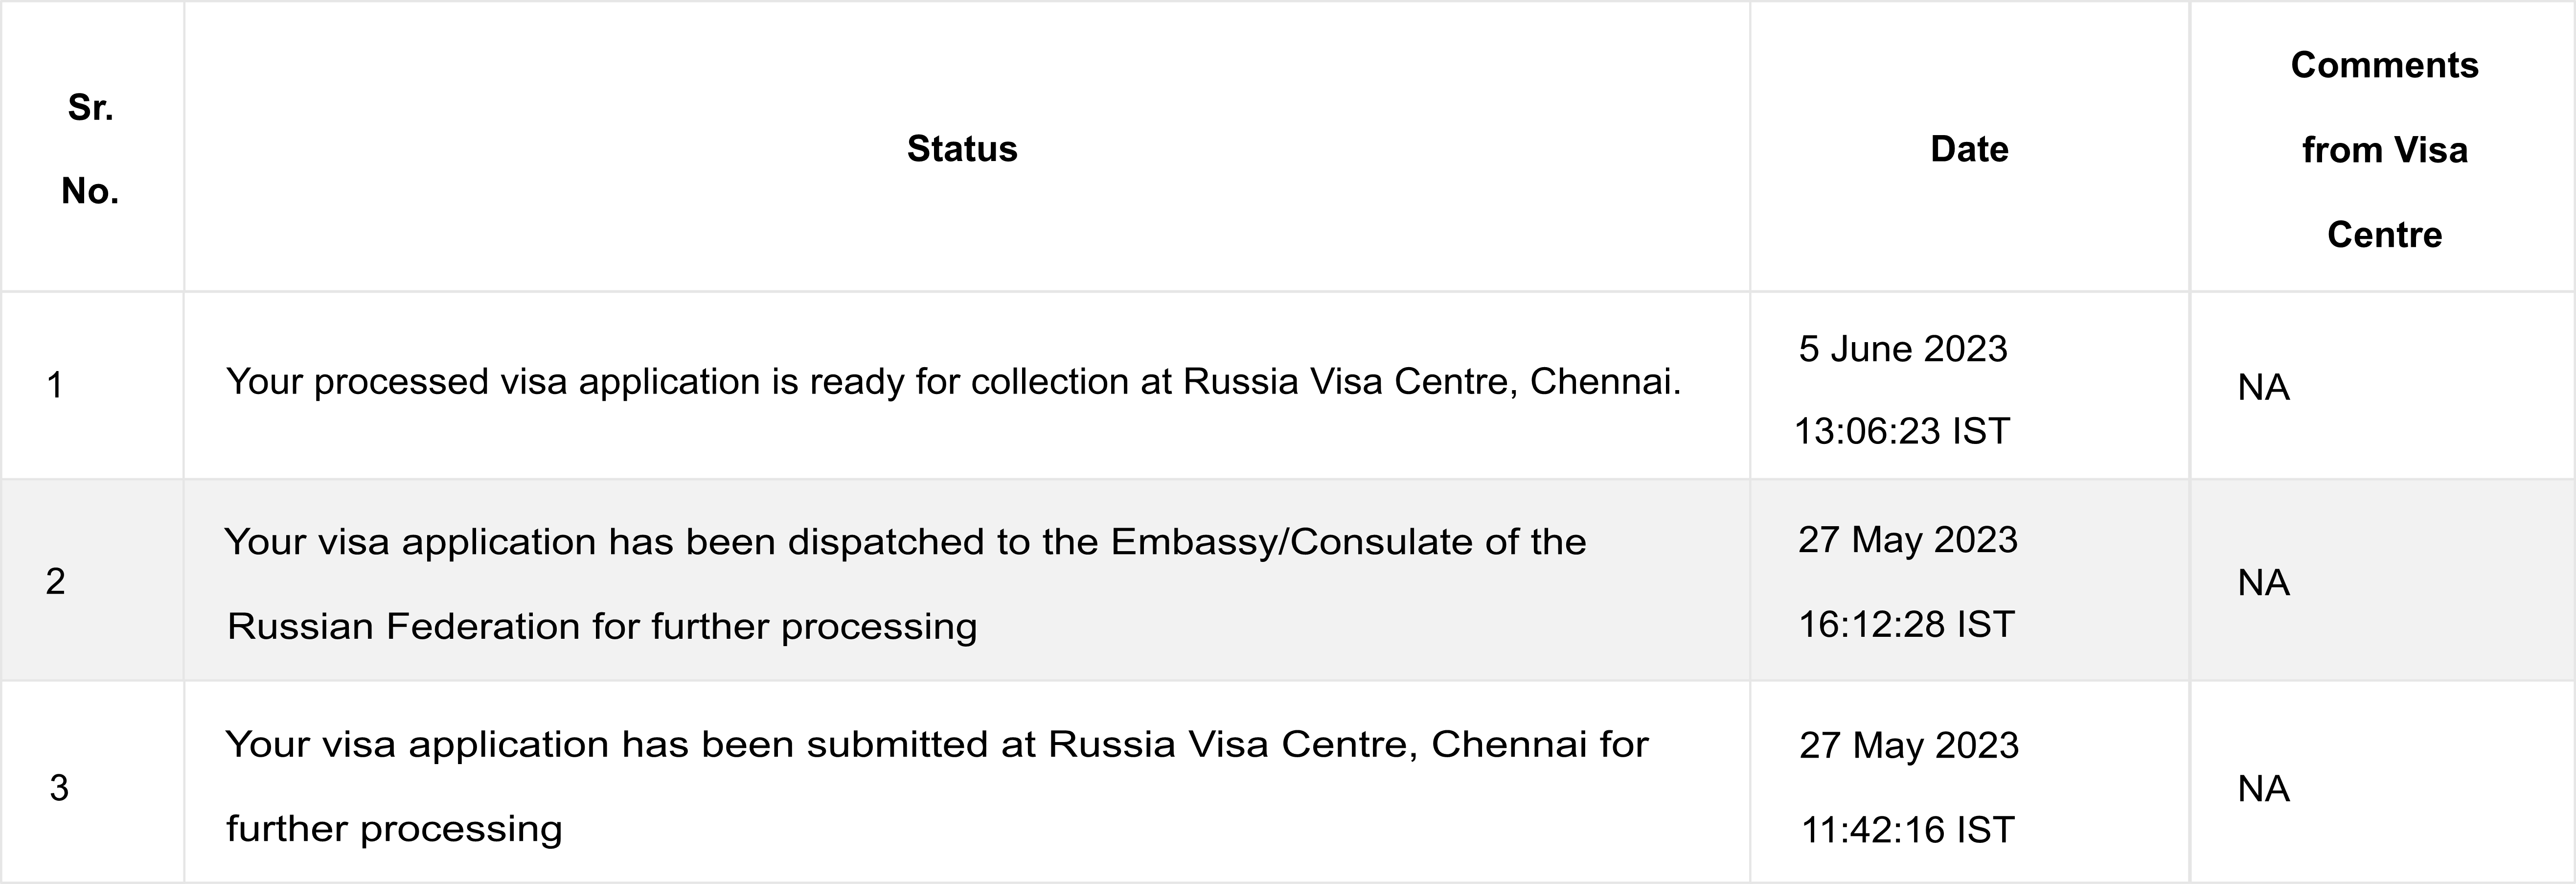 Sr.
No.
Status
Date
Comments
from Visa
Centre
1
Your processed visa application is ready for collection at Russia Visa Centre, Chennai.
5 June 2023
13:06:23 IST
NA
2
Your visa application has been dispatched to the Embassy/Consulate of the
Russian Federation for further processing
27 May 2023
16:12:28 IST
NA
3
Your visa application has been submitted at Russia Visa Centre, Chennai for
further processing
27 May 2023
11:42:16 IST
NA